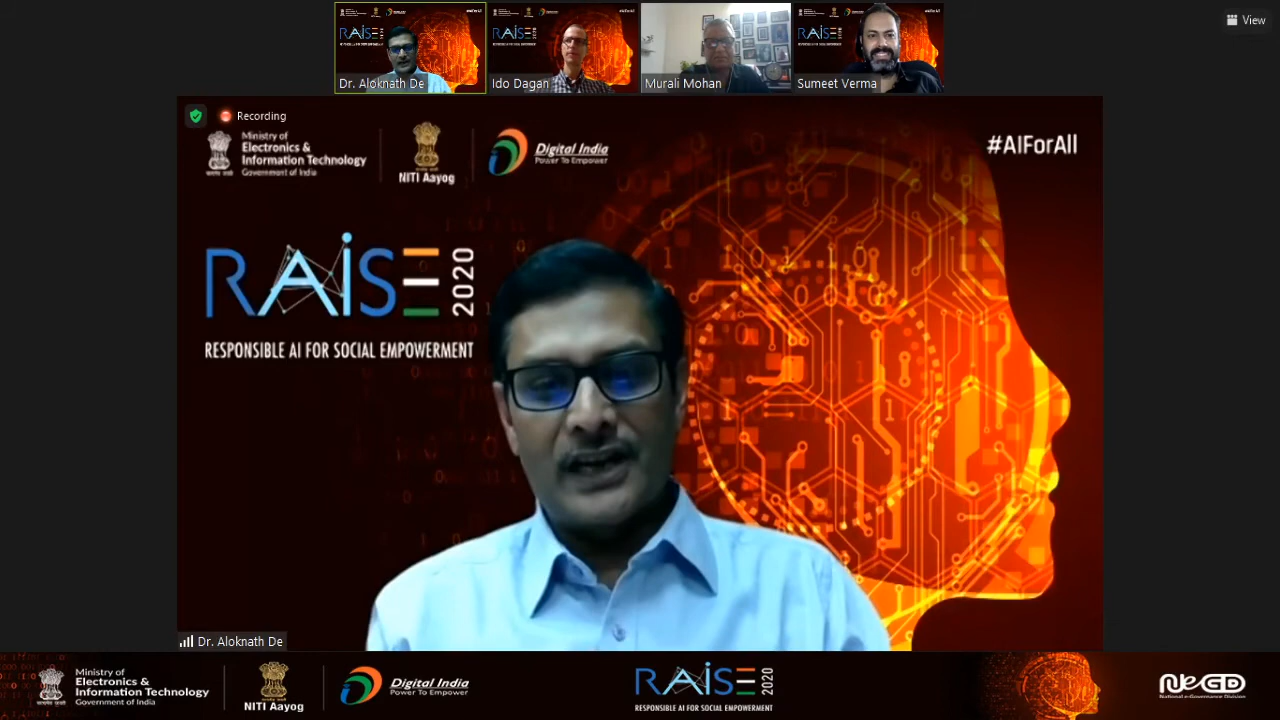 View
Dr. Aloknath De
Ido Dagan
Murali Mohan
Sumeet Verma
Recording
Ministry of
Electronics &
Information Technology
Government of India
NITI Aayog
Digital India
Power To Empower
#AIForAll
RAiSE 2020
RESPONSIBLE AI FOR SOCIAL EMPOWERMENT
Dr. Aloknath De
Ministry of
Electronics &
Information Technology
Government of India
NITI Aayog
Digital India
Power To Empower
RAiSE 2020
RESPONSIBLE AI FOR SOCIAL EMPOWERMENT
NeGD
National e-Governance Division